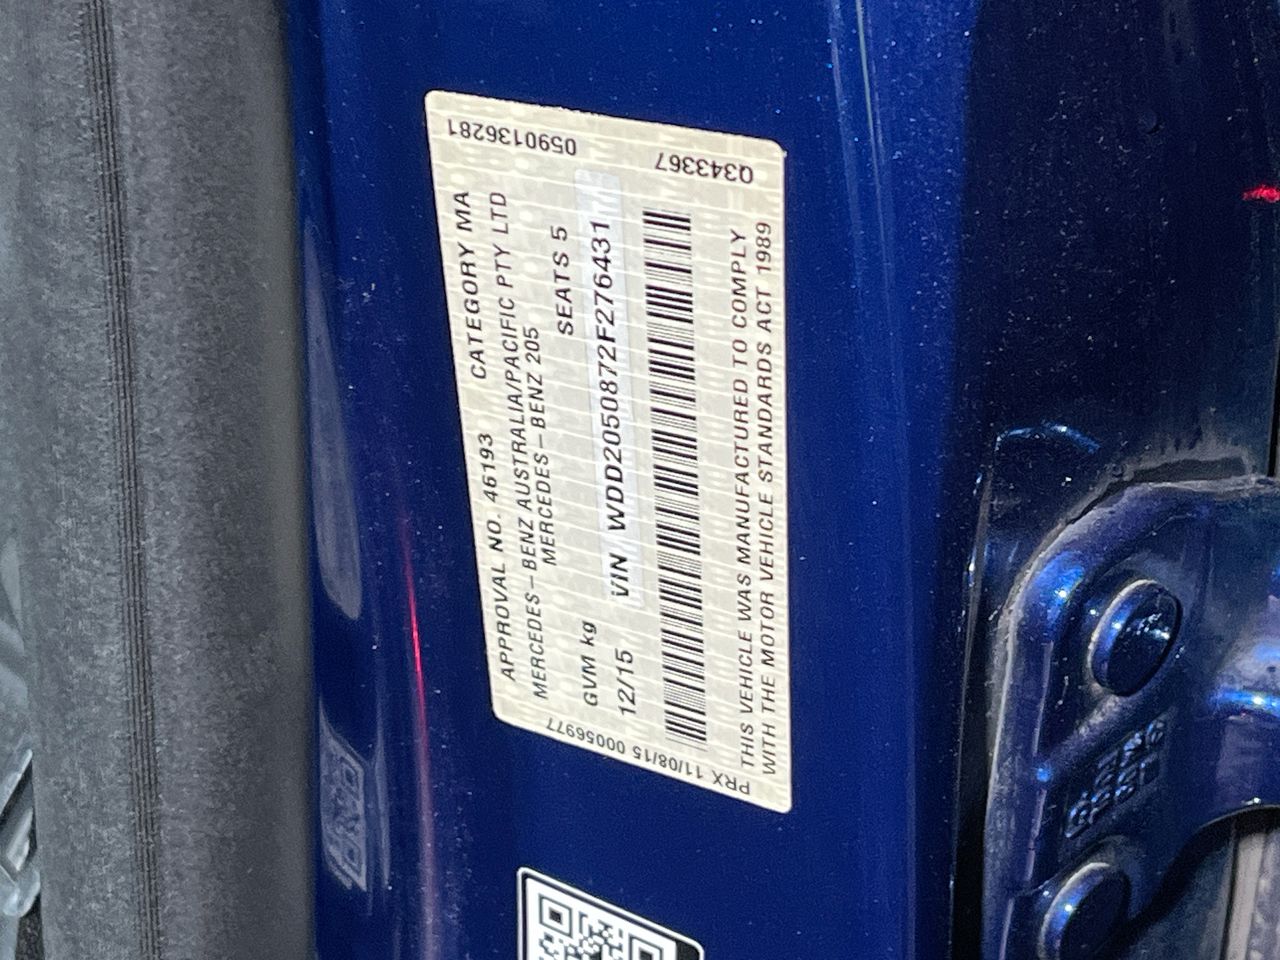 APPROVAL NO. 46193 CATEGORY MA
MERCEDES-BENZ AUSTRALIA/PACIFIC PTY LTD
MERCEDES-BENZ 205
GVM kg SEATS 5
12/15 VIN WDD2050872F276431
THIS VEHICLE WAS MANUFACTURED TO COMPLY
WITH THE MOTOR VEHICLE STANDARDS ACT 1989
0590136281
Q343367
PRX 11/08/15 00056977